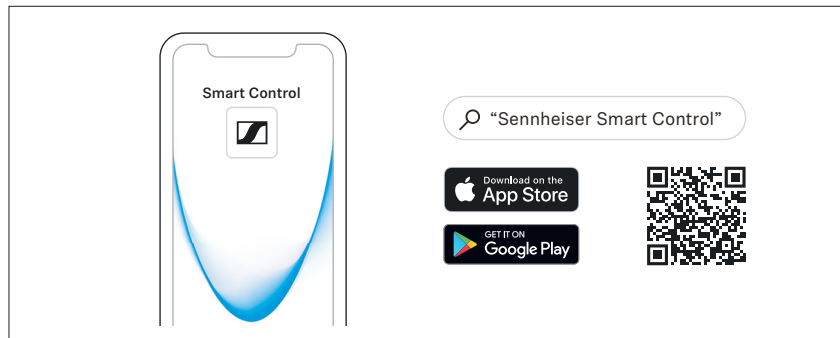 Smart Control
“Sennheiser Smart Control”
Download on the
App Store
GET IT ON
Google Play